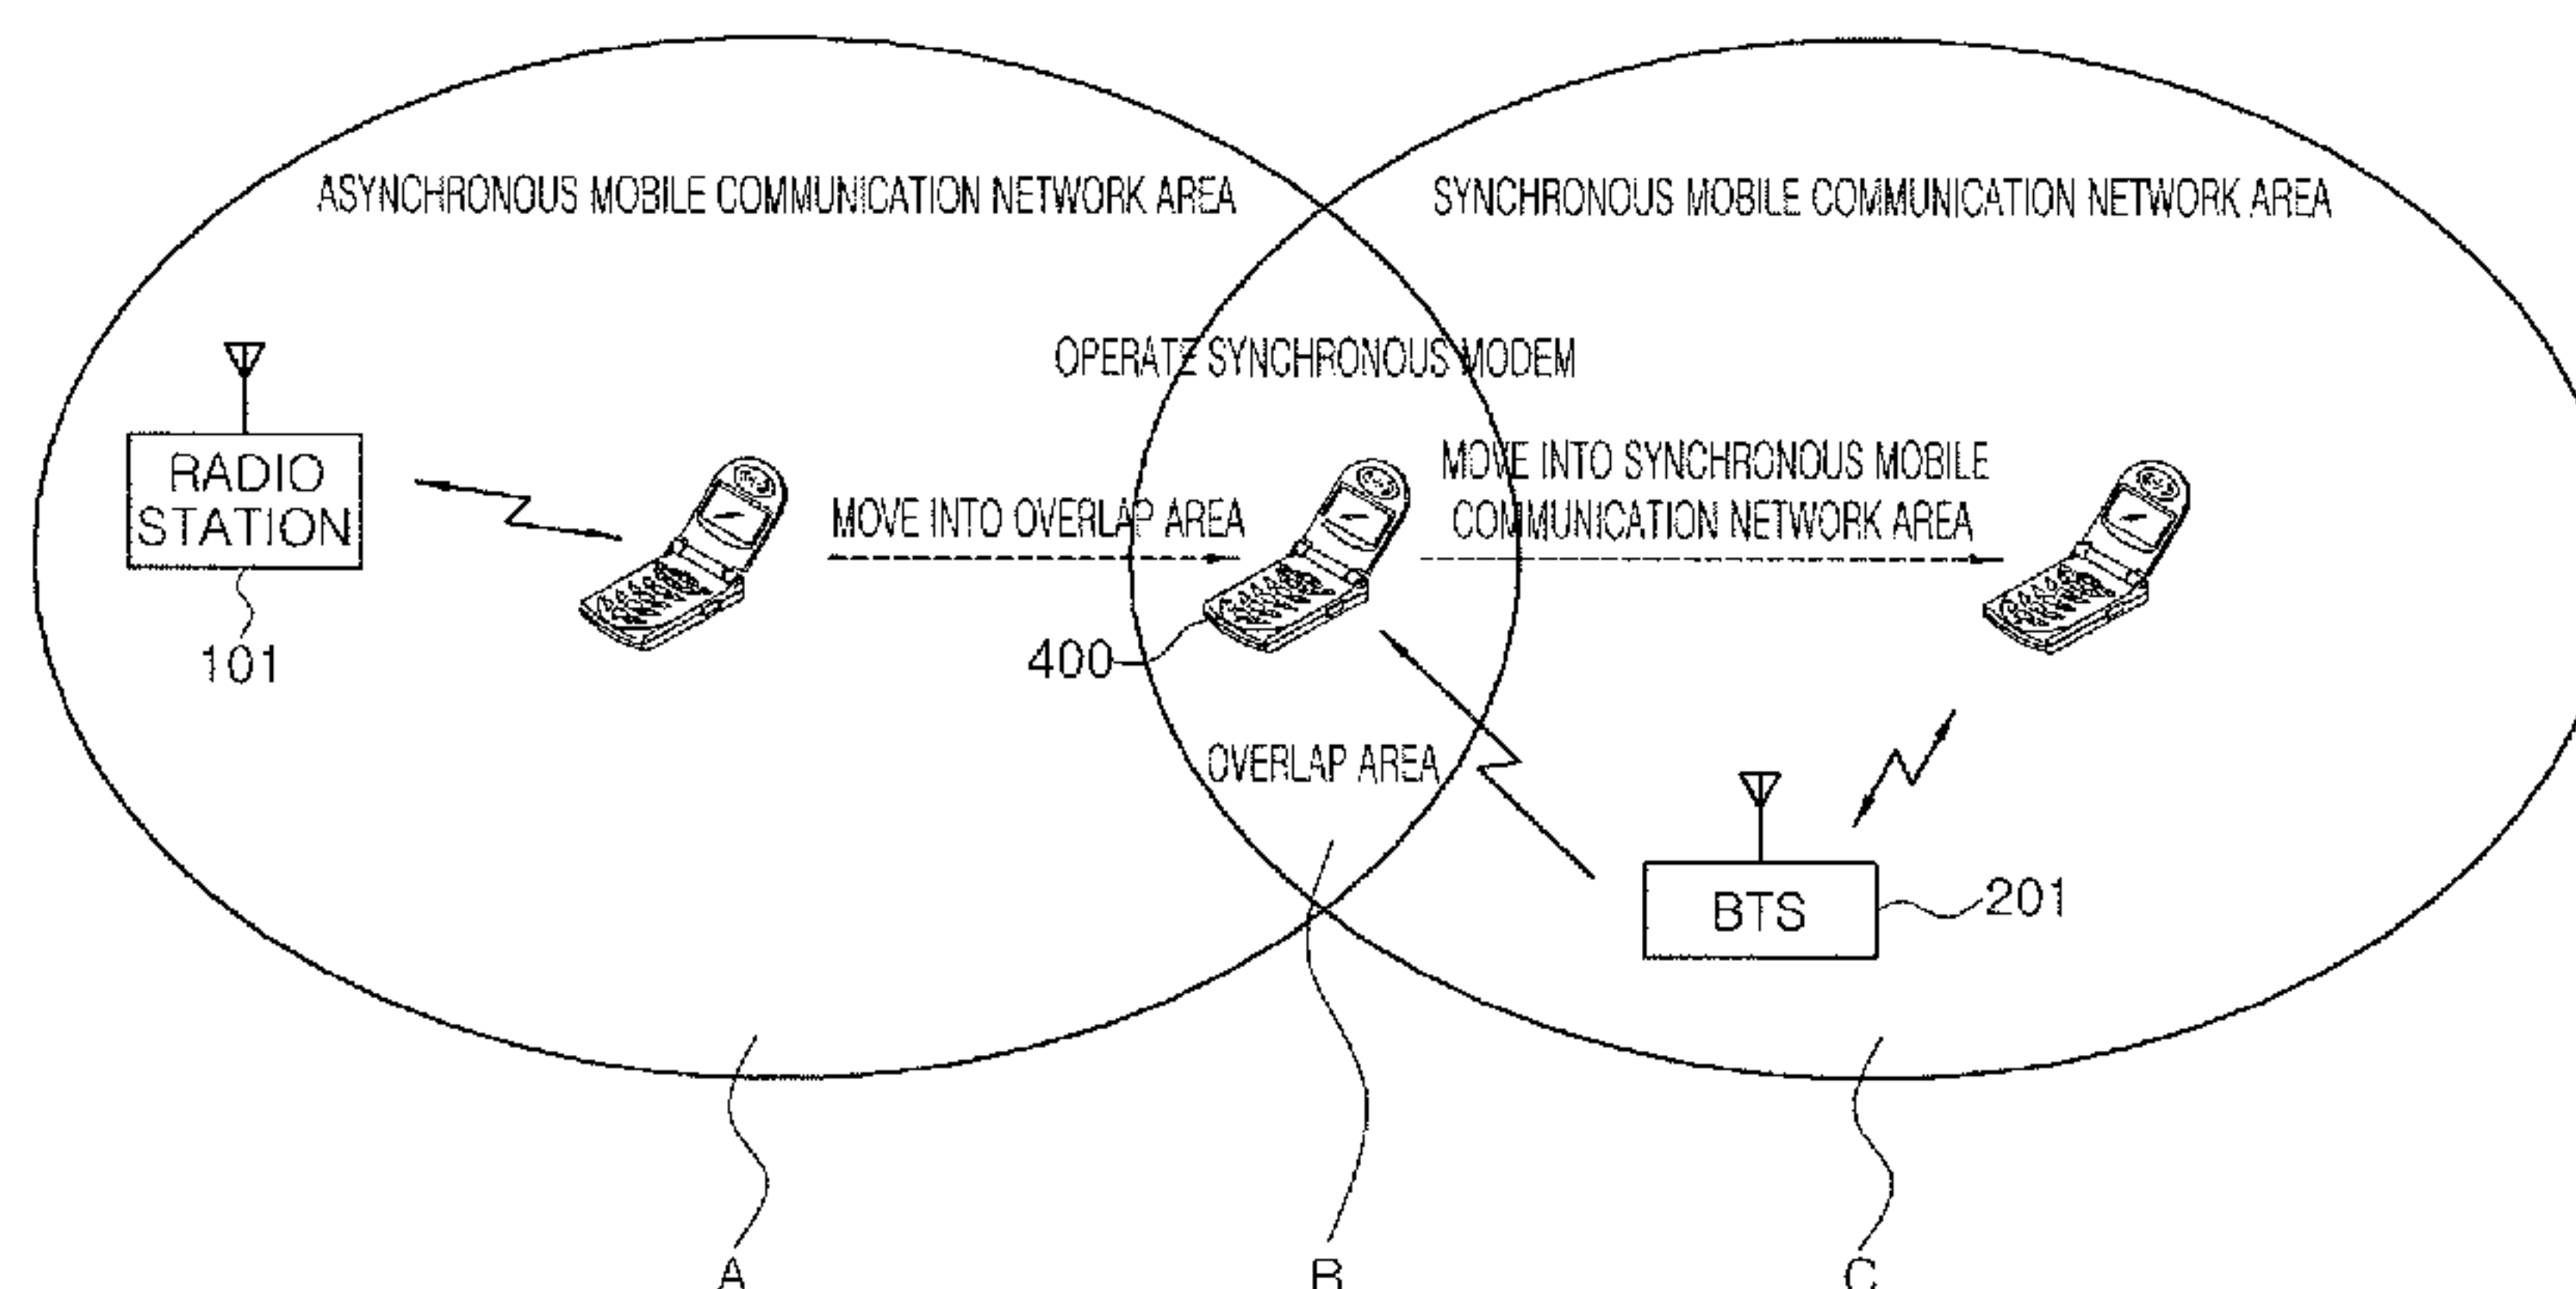 ASYNCHRONOUS MOBILE COMMUNICATION NETWORK AREA
SYNCHRONOUS MOBILE COMMUNICATION NETWORK AREA
OPERATE SYNCHRONOUS MODEM
RADIO
STATION
101
MOVE INTO OVERLAP AREA
MOVE INTO SYNCHRONOUS MOBILE
COMMUNICATION NETWORK AREA
400
OVERLAP AREA
BTS
201
A
B
C